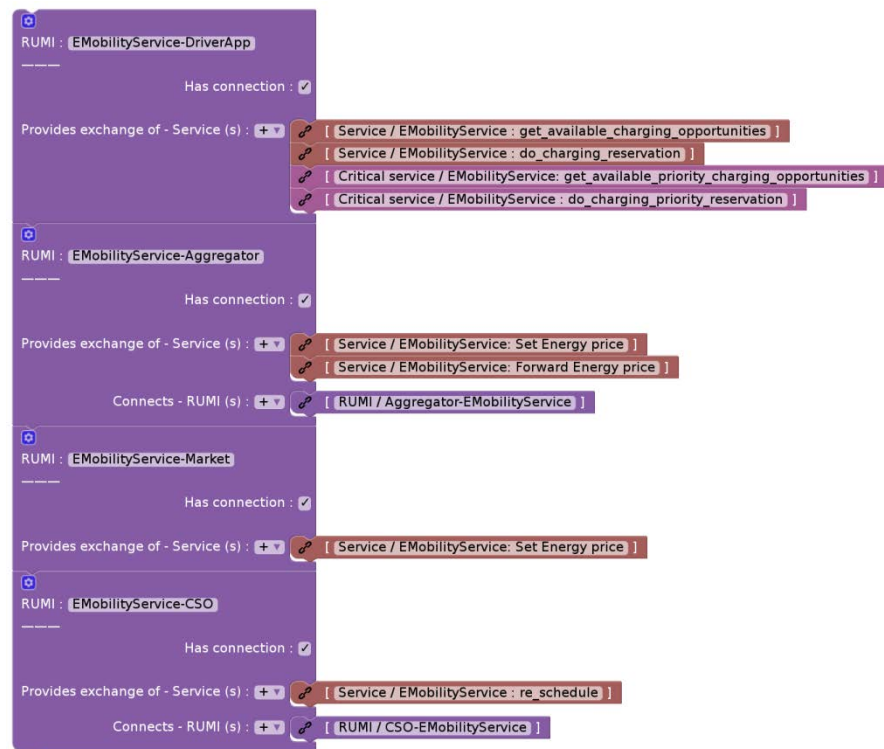 RUMI : EMobilityService-DriverApp
———
Has connection : ✓
Provides exchange of - Service (s) : + ▾ [ Service / EMobilityService : get_available_charging_opportunities ]
[ Service / EMobilityService : do_charging_reservation ]
[ Critical service / EMobilityService: get_available_priority_charging_opportunities ]
[ Critical service / EMobilityService : do_charging_priority_reservation ]
RUMI : EMobilityService-Aggregator
———
Has connection : ✓
Provides exchange of - Service (s) : + ▾ [ Service / EMobilityService: Set Energy price ]
[ Service / EMobilityService: Forward Energy price ]
Connects - RUMI (s) : + ▾ [ RUMI / Aggregator-EMobilityService ]
RUMI : EMobilityService-Market
———
Has connection : ✓
Provides exchange of - Service (s) : + ▾ [ Service / EMobilityService: Set Energy price ]
RUMI : EMobilityService-CSO
———
Has connection : ✓
Provides exchange of - Service (s) : + ▾ [ Service / EMobilityService : re_schedule ]
Connects - RUMI (s) : + ▾ [ RUMI / CSO-EMobilityService ]